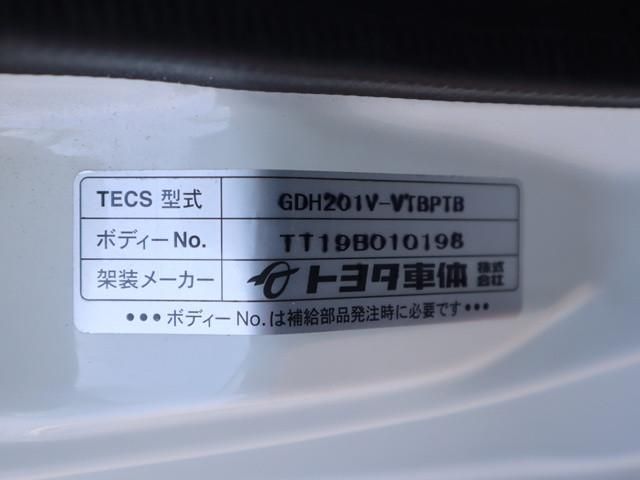 TECS 型式 GDH201V-VTBPTB
ボディーNo. TT19B010198
架装メーカー トヨタ車体 株式会社
●●● ボディーNo.は補給部品発注時に必要です ●●●